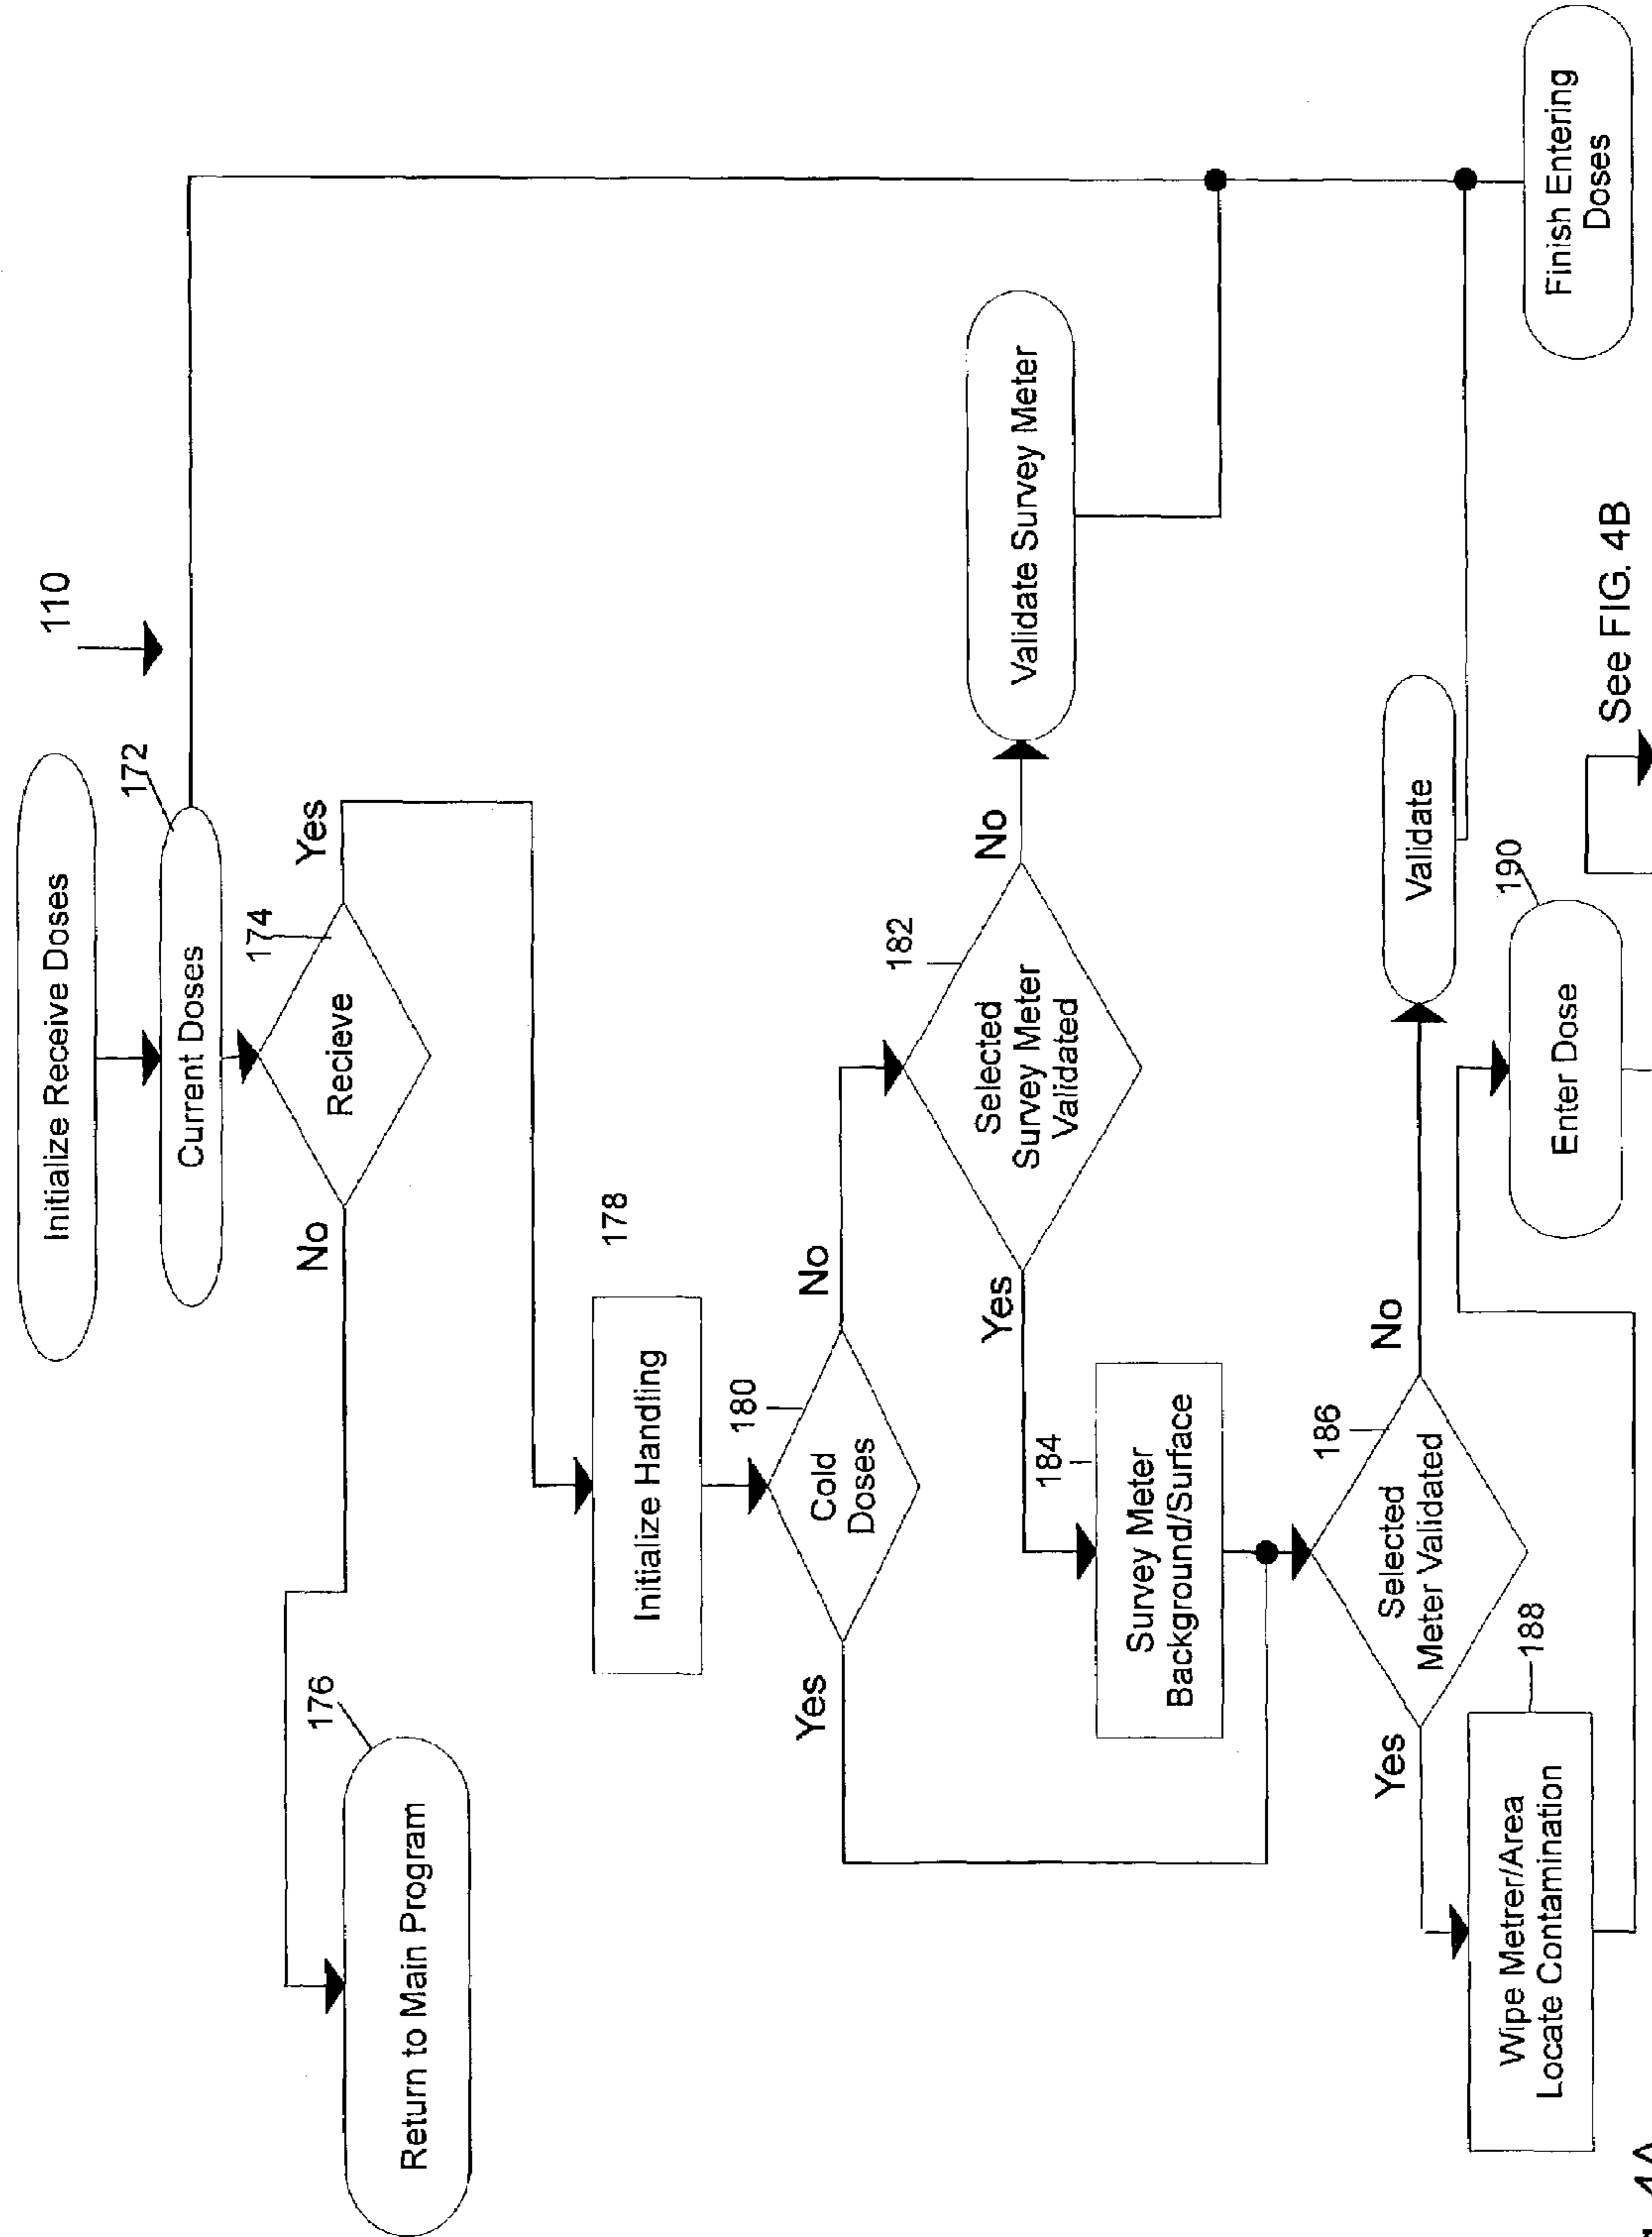 110
Initialize Receive Doses
172
Current Doses
174
Recieve
Yes
No
176
Return to Main Program
178
Initialize Handling
180
Cold
Doses
No
Yes
182
Selected
Survey Meter
Validated
No
Yes
Validate Survey Meter
184
Survey Meter
Background/Surface
186
Selected
Meter Validated
No
Yes
Validate
188
Wipe Metrer/Area
Locate Contamination
190
Enter Dose
Finish Entering
Doses
See FIG. 4B